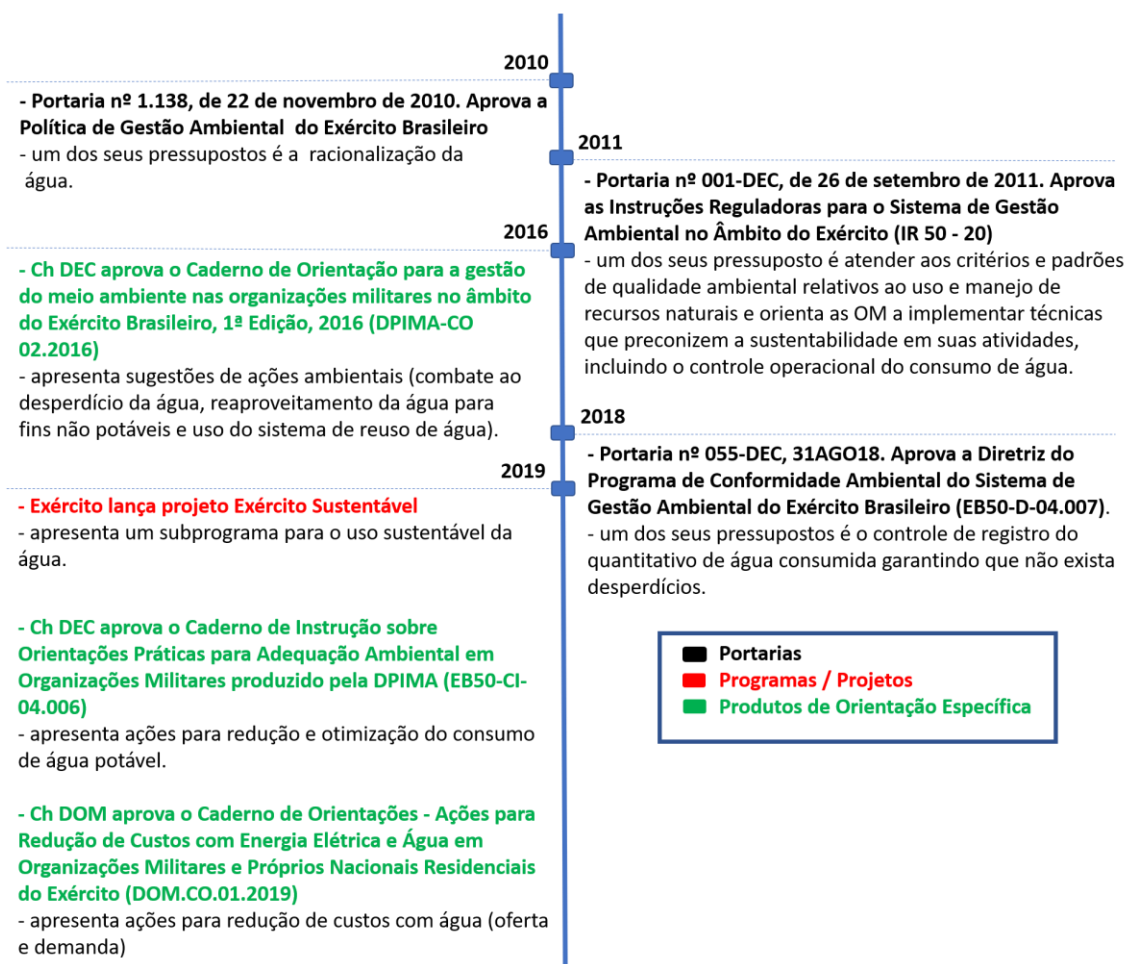 2010
- Portaria nº 1.138, de 22 de novembro de 2010. Aprova a
Política de Gestão Ambiental do Exército Brasileiro
- um dos seus pressupostos é a racionalização da
água.
2011
- Portaria nº 001-DEC, de 26 de setembro de 2011. Aprova
as Instruções Reguladoras para o Sistema de Gestão
Ambiental no Âmbito do Exército (IR 50 - 20)
- um dos seus pressuposto é atender aos critérios e padrões
de qualidade ambiental relativos ao uso e manejo de
recursos naturais e orienta as OM a implementar técnicas
que preconizem a sustentabilidade em suas atividades,
incluindo o controle operacional do consumo de água.
2016
- Ch DEC aprova o Caderno de Orientação para a gestão
do meio ambiente nas organizações militares no âmbito
do Exército Brasileiro, 1ª Edição, 2016 (DPIMA-CO
02.2016)
- apresenta sugestões de ações ambientais (combate ao
desperdício da água, reaproveitamento da água para
fins não potáveis e uso do sistema de reuso de água).
2018
- Portaria nº 055-DEC, 31AGO18. Aprova a Diretriz do
Programa de Conformidade Ambiental do Sistema de
Gestão Ambiental do Exército Brasileiro (EB50-D-04.007).
- um dos seus pressupostos é o controle de registro do
quantitativo de água consumida garantindo que não exista
desperdícios.
2019
- Exército lança projeto Exército Sustentável
- apresenta um subprograma para o uso sustentável da
água.
- Ch DEC aprova o Caderno de Instrução sobre
Orientações Práticas para Adequação Ambiental em
Organizações Militares produzido pela DPIMA (EB50-CI-
04.006)
- apresenta ações para redução e otimização do consumo
de água potável.
- Ch DOM aprova o Caderno de Orientações - Ações para
Redução de Custos com Energia Elétrica e Água em
Organizações Militares e Próprios Nacionais Residenciais
do Exército (DOM.CO.01.2019)
- apresenta ações para redução de custos com água (oferta
e demanda)
Portarias
Programas / Projetos
Produtos de Orientação Específica